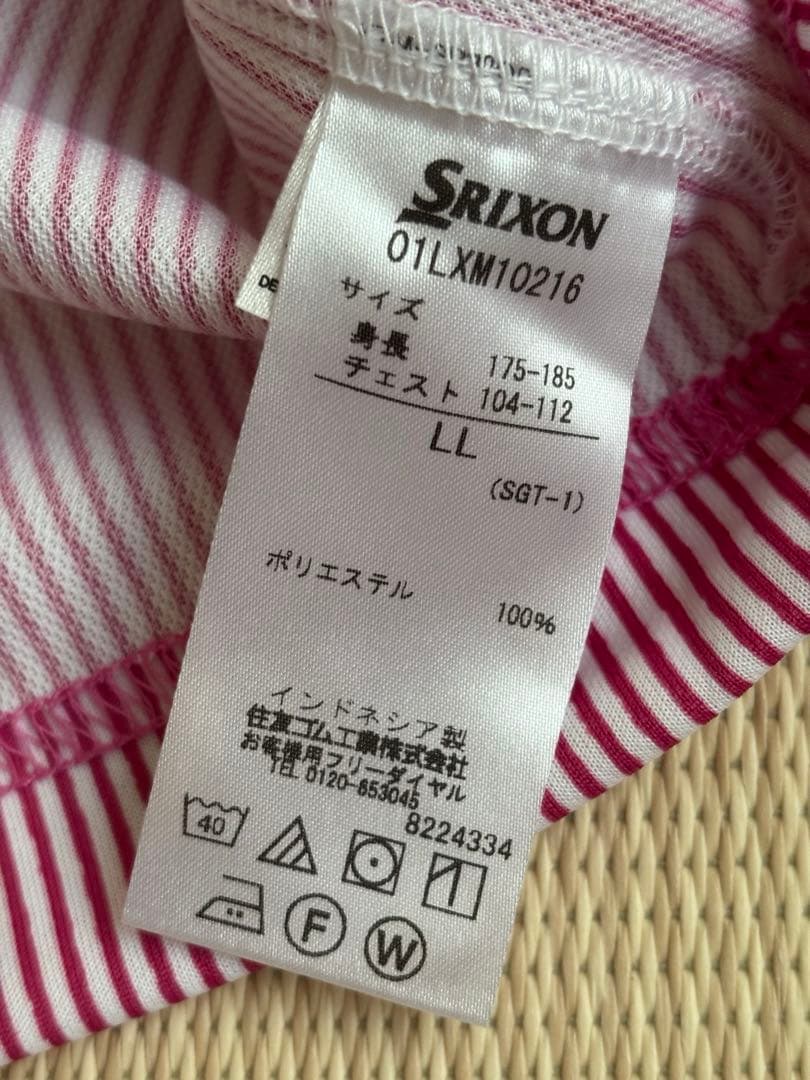 SRIXON
01LXM10216
サイズ
身長 175-185
チェスト 104-112
LL
(SGT-1)
ポリエステル
100%
インドネシア製
住友ゴム工業株式会社
お客様用フリーダイヤル
TEL 0120-653045
8224334
40
F
W
DE